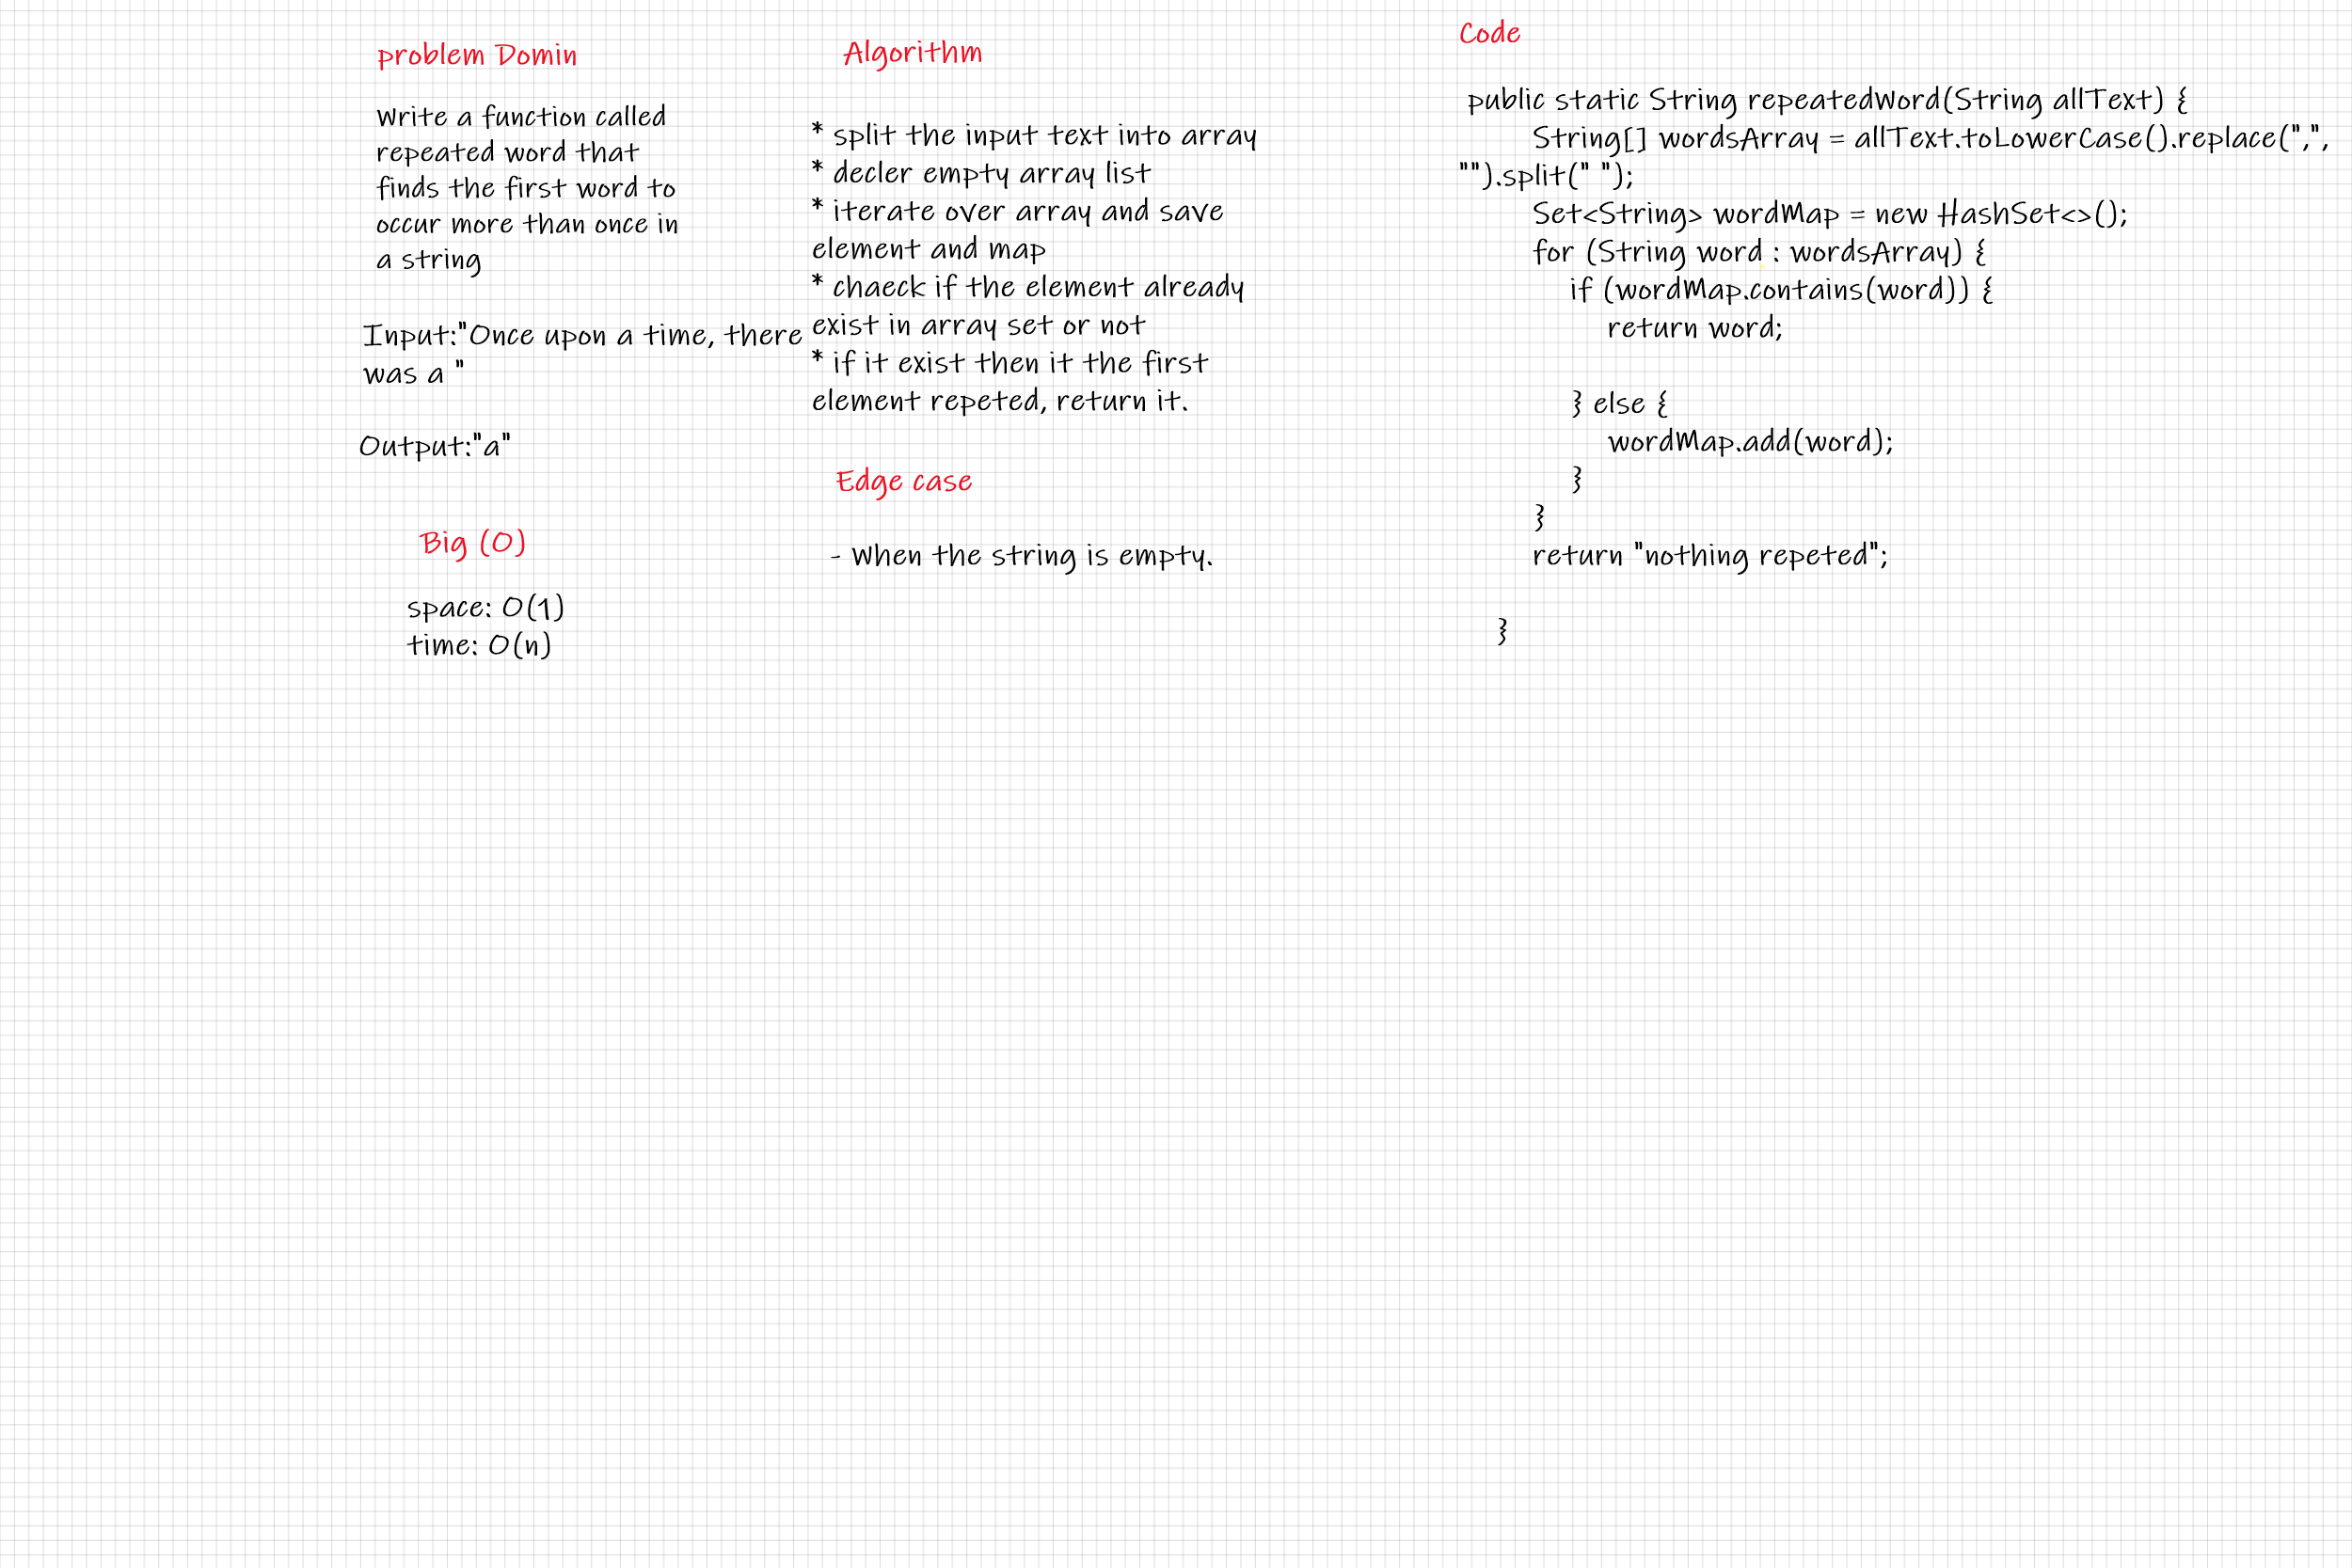 problem Domin
Write a function called
repeated word that
finds the first word to
occur more than once in
a string
Input:"Once upon a time, there
was a "
Output:"a"
Big (O)
space: O(1)
time: O(n)
Algorithm
* split the input text into array
* decler empty array list
* iterate over array and save
element and map
* chaeck if the element already
exist in array set or not
* if it exist then it the first
element repeted, return it.
Edge case
- When the string is empty.
Code
public static String repeatedWord(String allText) {
String[] wordsArray = allText.toLowerCase().replace(",",
"").split(" ");
Set<String> wordMap = new HashSet<>();
for (String word : wordsArray) {
if (wordMap.contains(word)) {
return word;
} else {
wordMap.add(word);
}
}
return "nothing repeted";
}